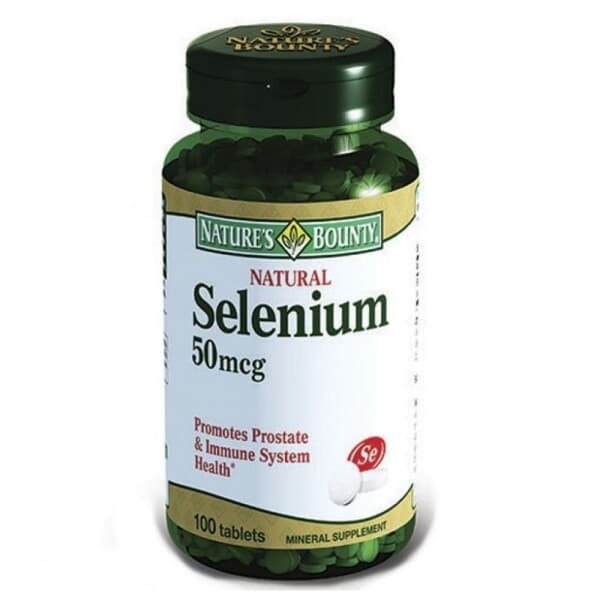 NATURE'S
BOUNTY
NATURE'S BOUNTY®
NATURAL
Selenium
50mcg
Promotes Prostate
& Immune System
Health*
Se
100 tablets
MINERAL SUPPLEMENT